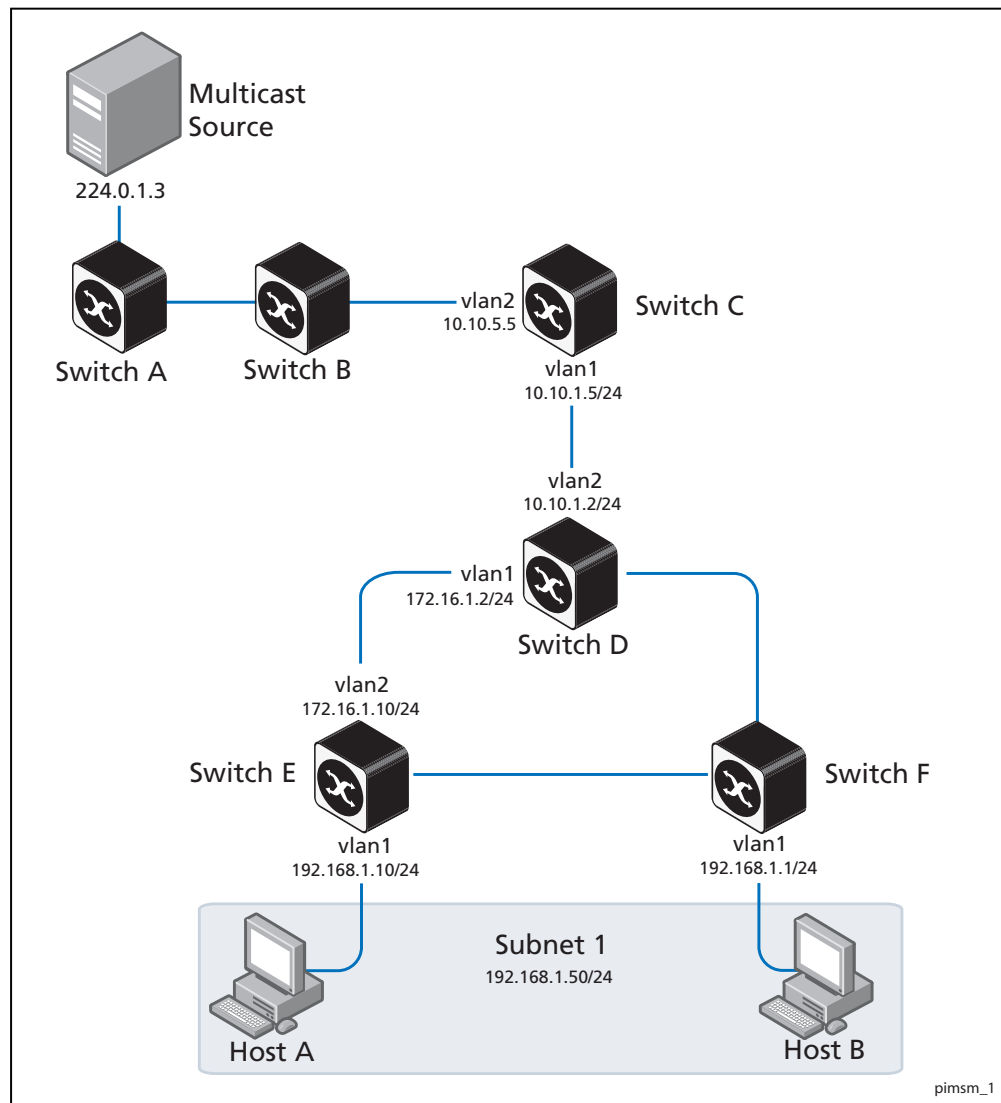 Multicast
Source
224.0.1.3
Switch A
Switch B
vlan2
10.10.5.5
Switch C
vlan1
10.10.1.5/24
vlan2
10.10.1.2/24
vlan1
172.16.1.2/24
Switch D
vlan2
172.16.1.10/24
Switch E
Switch F
vlan1
192.168.1.10/24
vlan1
192.168.1.1/24
Subnet 1
192.168.1.50/24
Host A
Host B
pimsm_1